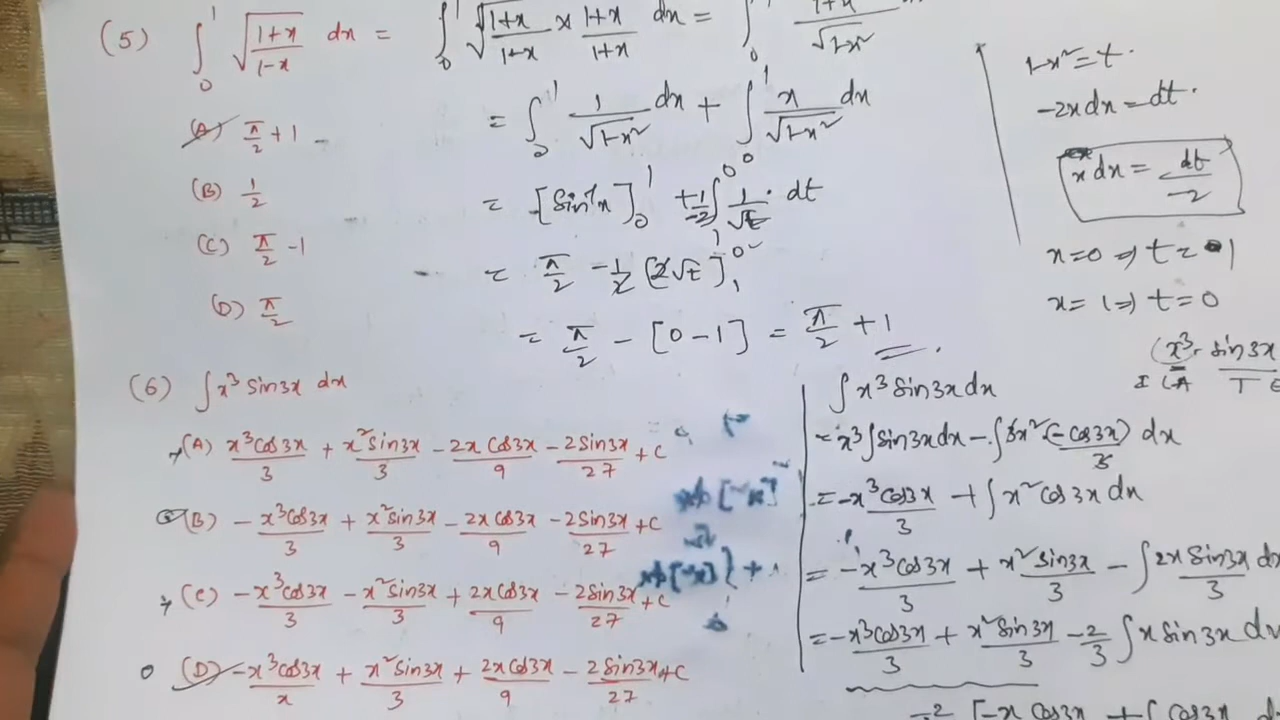 (5) ∫₀¹ √((1+x)/(1-x)) dx = ∫₀¹ √((1+x)/(1-x) × (1+x)/(1+x)) dx = ∫₀¹ (1+x)/√(1-x²) dx
= ∫₀¹ 1/√(1-x²) dx + ∫₀¹ x/√(1-x²) dx
(A) π/2 + 1
(B) 1/2
= [sin⁻¹x]₀¹ + 1/-2 ∫₁⁰ 1/√t · dt
(C) π/2 - 1
= π/2 - 1/2 [2√t]₁⁰
(D) π/2
= π/2 - [0-1] = π/2 + 1
1-x² = t.
-2x dx = dt.
x dx = dt/-2
x=0 ⇒ t = 1
x=1 ⇒ t=0
(x³. sin3x
(6) ∫x³ sin3x dx
(A) x³cos3x/3 + x²sin3x/3 - 2x cos3x/9 - 2sin3x/27 + c
(B) -x³cos3x/3 + x²sin3x/3 - 2x cos3x/9 - 2sin3x/27 + c
(C) -x³cos3x/3 - x²sin3x/3 + 2x cos3x/9 - 2sin3x/27 + c
(D) -x³cos3x/x + x²sin3x/3 + 2x cos3x/9 - 2sin3x/27 + c
∫x³ sin3x dx
= x³∫sin3x dx - ∫3x²(-cos3x)/3 dx
= -x³cos3x/3 + ∫x² cos3x dx
= -x³cos3x/3 + x²sin3x/3 - ∫2x sin3x/3 dx
= -x³cos3x/3 + x²sin3x/3 - 2/3 ∫x sin3x dx
[-x cos3x + ∫cos3x